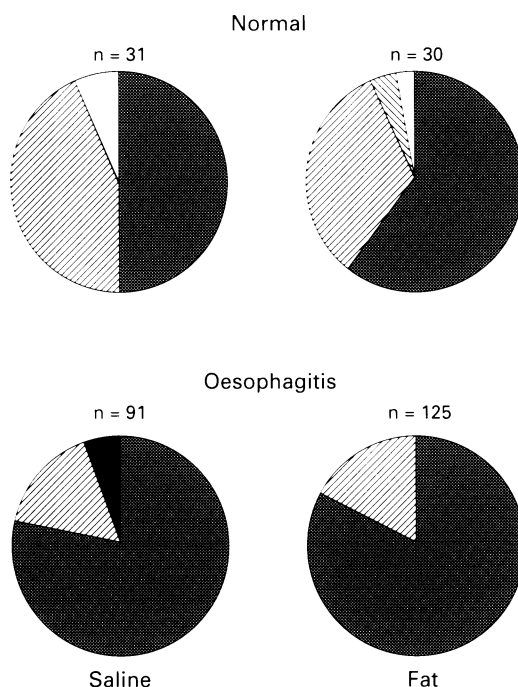 Normal
n = 31
n = 30
Oesophagitis
n = 91
n = 125
Saline
Fat